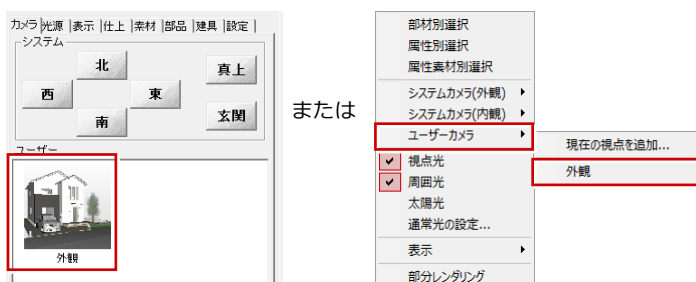 カメラ 光源 表示 仕上 素材 部品 建具 設定
システム
北
真上
西
東
玄関
南
ユーザー
外観
または
部材別選択
属性別選択
属性素材別選択
システムカメラ(外観)
システムカメラ(内観)
ユーザーカメラ
現在の視点を追加...
外観
視点光
周囲光
太陽光
通常光の設定...
表示
部分レンダリング